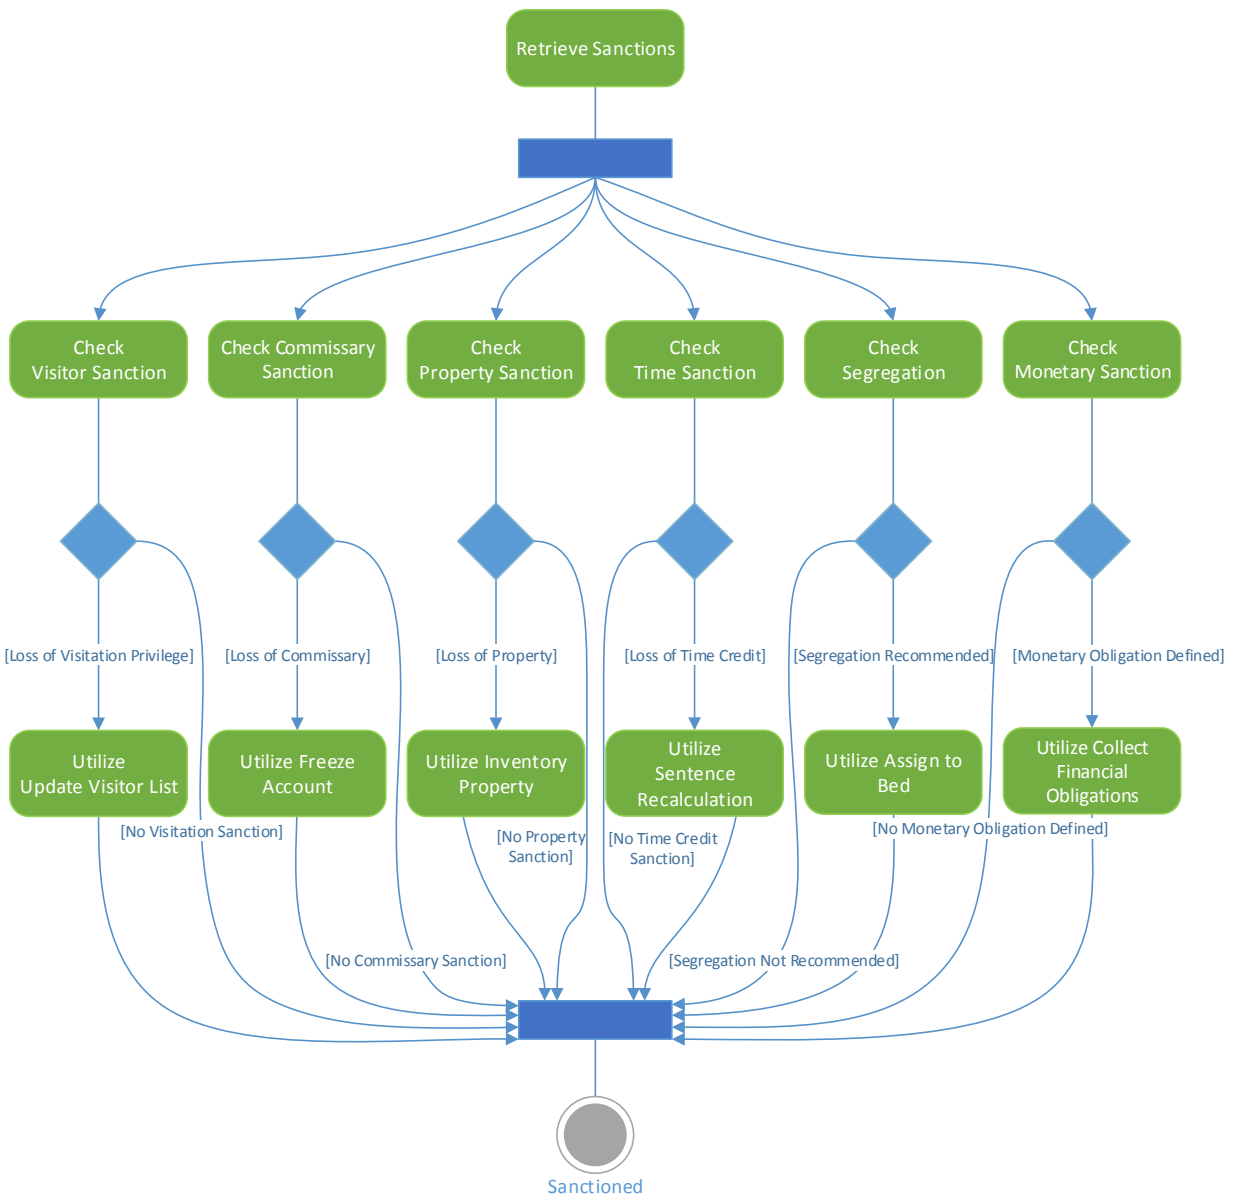 Retrieve Sanctions
Check
Visitor Sanction
Check Commissary
Sanction
Check
Property Sanction
Check
Time Sanction
Check
Segregation
Check
Monetary Sanction
[Loss of Visitation Privilege]
[Loss of Commissary]
[Loss of Property]
[Loss of Time Credit]
[Segregation Recommended]
[Monetary Obligation Defined]
Utilize
Update Visitor List
Utilize Freeze
Account
Utilize Inventory
Property
Utilize
Sentence
Recalculation
Utilize Assign to
Bed
Utilize Collect
Financial
Obligations
[No Visitation Sanction]
[No Property
Sanction]
[No Time Credit
Sanction]
[No Monetary Obligation Defined]
[No Commissary Sanction]
[Segregation Not Recommended]
Sanctioned